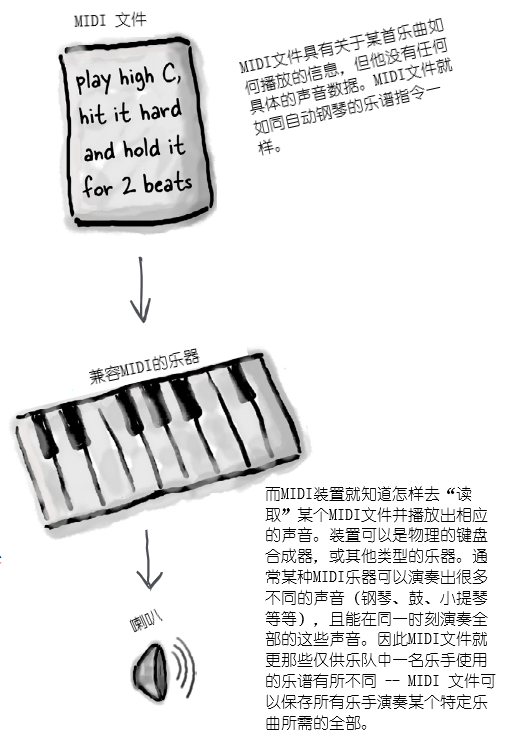 MIDI 文件
play high C,
hit it hard
and hold it
for 2 beats
MIDI文件具有关于某首乐曲如
何播放的信息，但他没有任何
具体的声音数据。MIDI文件就
如同自动钢琴的乐谱指令一
样。
兼容MIDI的乐器
喇叭
而MIDI装置就知道怎样去“读
取”某个MIDI文件并播放出相应
的声音。装置可以是物理的键盘
合成器，或其他类型的乐器。通
常某种MIDI乐器可以演奏出很多
不同的声音（钢琴、鼓、小提琴
等等），且能在同一时刻演奏全
部的这些声音。因此MIDI文件就
更那些仅供乐队中一名乐手使用
的乐谱有所不同 -- MIDI 文件可
以保存所有乐手演奏某个特定乐
曲所需的全部。